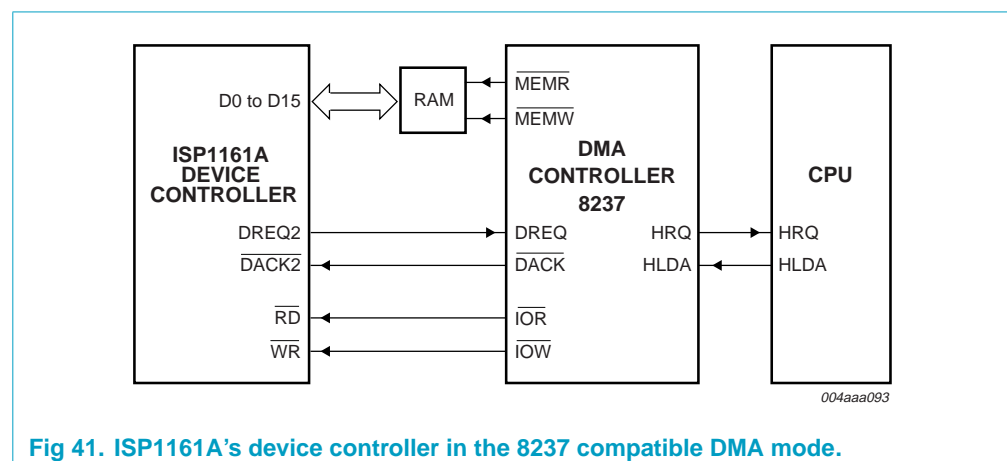 D0 to D15
RAM
MEMR
MEMW
ISP1161A
DEVICE
CONTROLLER
DMA
CONTROLLER
8237
CPU
DREQ2
DREQ
HRQ
HRQ
DACK2
DACK
HLDA
HLDA
RD
IOR
WR
IOW
004aaa093
Fig 41. ISP1161A's device controller in the 8237 compatible DMA mode.